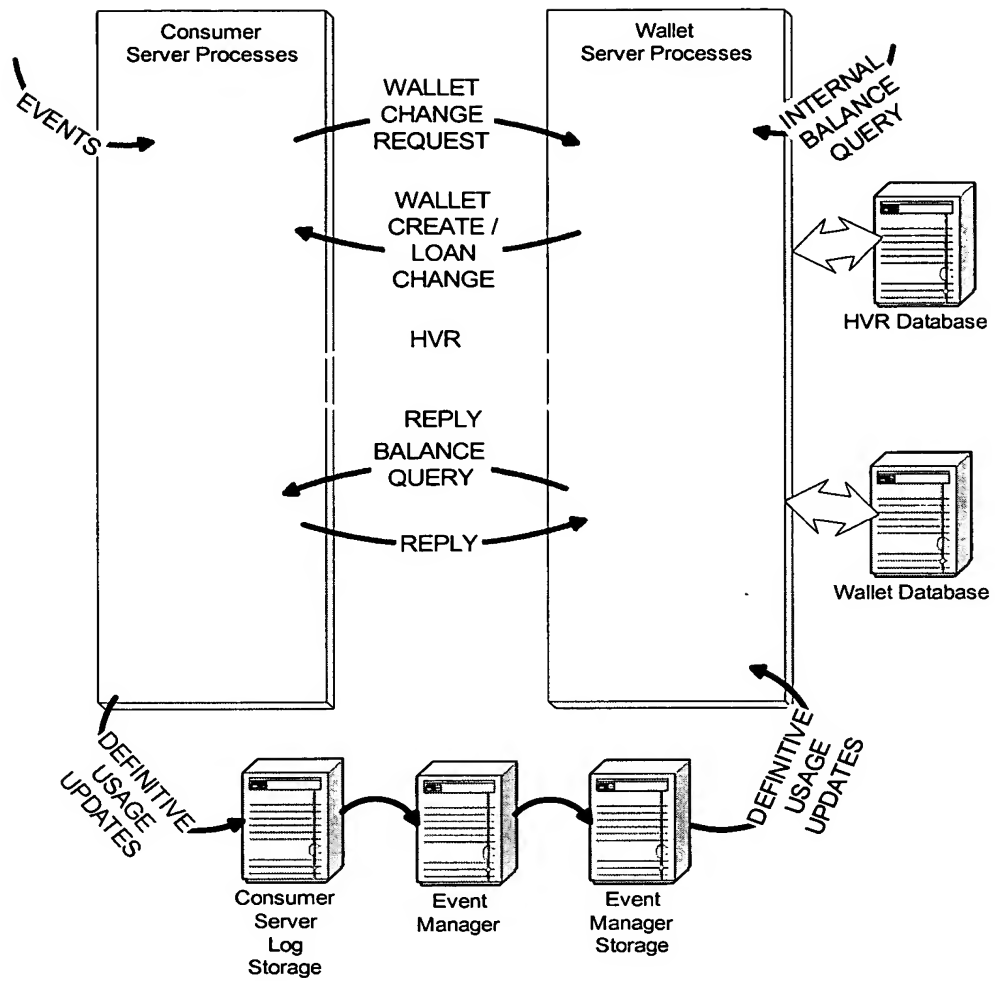 Consumer
Server Processes
Wallet
Server Processes
EVENTS
WALLET
CHANGE
REQUEST
INTERNAL
BALANCE
QUERY
WALLET
CREATE /
LOAN
CHANGE
HVR Database
HVR
REPLY
BALANCE
QUERY
REPLY
Wallet Database
DEFINITIVE
USAGE
UPDATES
DEFINITIVE
USAGE
UPDATES
Consumer
Server
Log
Storage
Event
Manager
Event
Manager
Storage